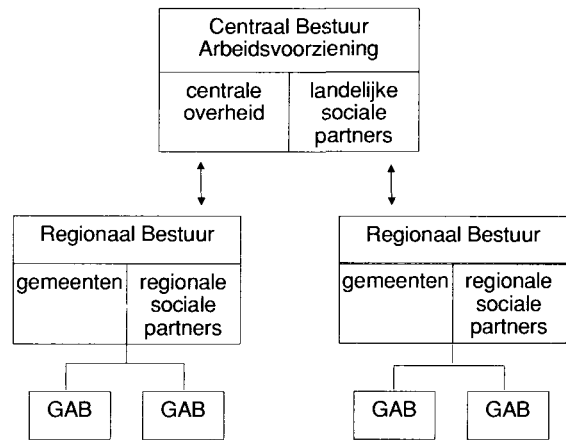 Centraal Bestuur
Arbeidsvoorziening
centrale
overheid
landelijke
sociale
partners
Regionaal Bestuur
gemeenten
regionale
sociale
partners
Regionaal Bestuur
gemeenten
regionale
sociale
partners
GAB
GAB
GAB
GAB